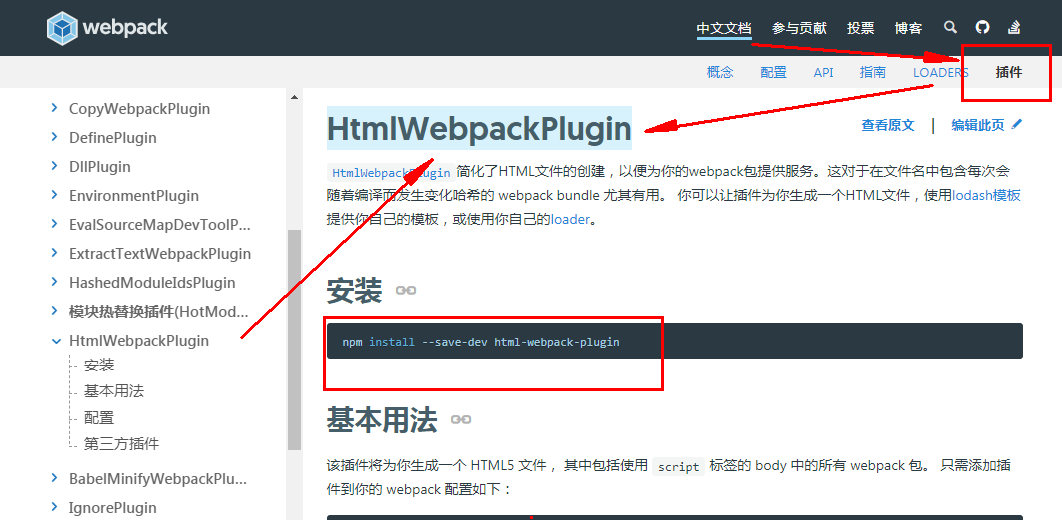 webpack
中文文档 参与贡献 投票 博客
概念 配置 API 指南 LOADERS 插件
CopyWebpackPlugin
DefinePlugin
DllPlugin
EnvironmentPlugin
EvalSourceMapDevToolP...
ExtractTextWebpackPlugin
HashedModuleIdsPlugin
模块热替换插件(HotMod...
HtmlWebpackPlugin
安装
基本用法
配置
第三方插件
BabelMinifyWebpackPlu...
IgnorePlugin
HtmlWebpackPlugin
查看原文 | 编辑此页
HtmlWebpackPlugin 简化了HTML文件的创建，以便为你的webpack包提供服务。这对于在文件名中包含每次会
随着编译而发生变化哈希的 webpack bundle 尤其有用。 你可以让插件为你生成一个HTML文件，使用lodash模板
提供你自己的模板，或使用你自己的loader。
安装
npm install --save-dev html-webpack-plugin
基本用法
该插件将为你生成一个 HTML5 文件， 其中包括使用 script 标签的 body 中的所有 webpack 包。 只需添加插
件到你的 webpack 配置如下：